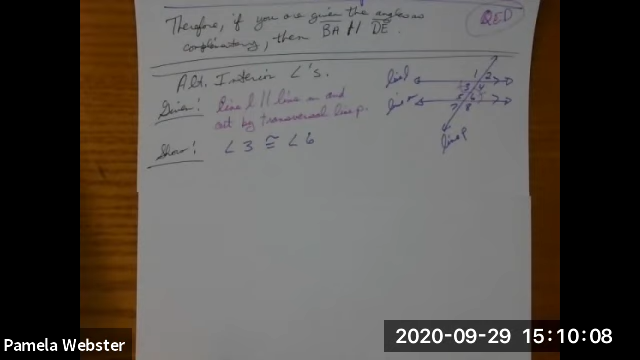 Therefore, if you are given the angles as
QED
complementary, then BA // DE.
Alt. Interior ∠'s.
Given: line l || line m and
cut by transversal line p.
Show: ∠3 ≅ ∠6
line l
1 2
3 4
5 6
7 8
line p
Pamela Webster
2020-09-29 15:10:08